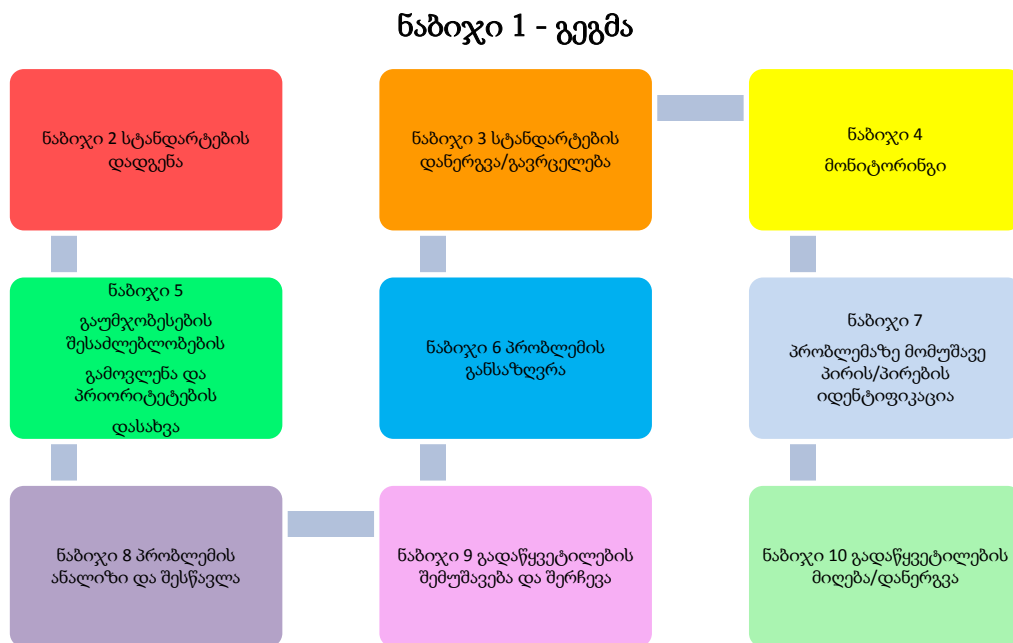 ნაბიჯი 1 - გეგმა
ნაბიჯი 2 სტანდარტების
დადგენა
ნაბიჯი 3 სტანდარტების
დანერგვა/გავრცელება
ნაბიჯი 4
მონიტორინგი
ნაბიჯი 5
გაუმჯობესების
შესაძლებლობების
გამოვლენა და
პრიორიტეტების
დასახვა
ნაბიჯი 6 პრობლემის
განსაზღვრა
ნაბიჯი 7
პრობლემაზე მომუშავე
პირის/პირების
იდენტიფიკაცია
ნაბიჯი 8 პრობლემის
ანალიზი და შესწავლა
ნაბიჯი 9 გადაწყვეტილების
შემუშავება და შერჩევა
ნაბიჯი 10 გადაწყვეტილების
მიღება/დანერგვა